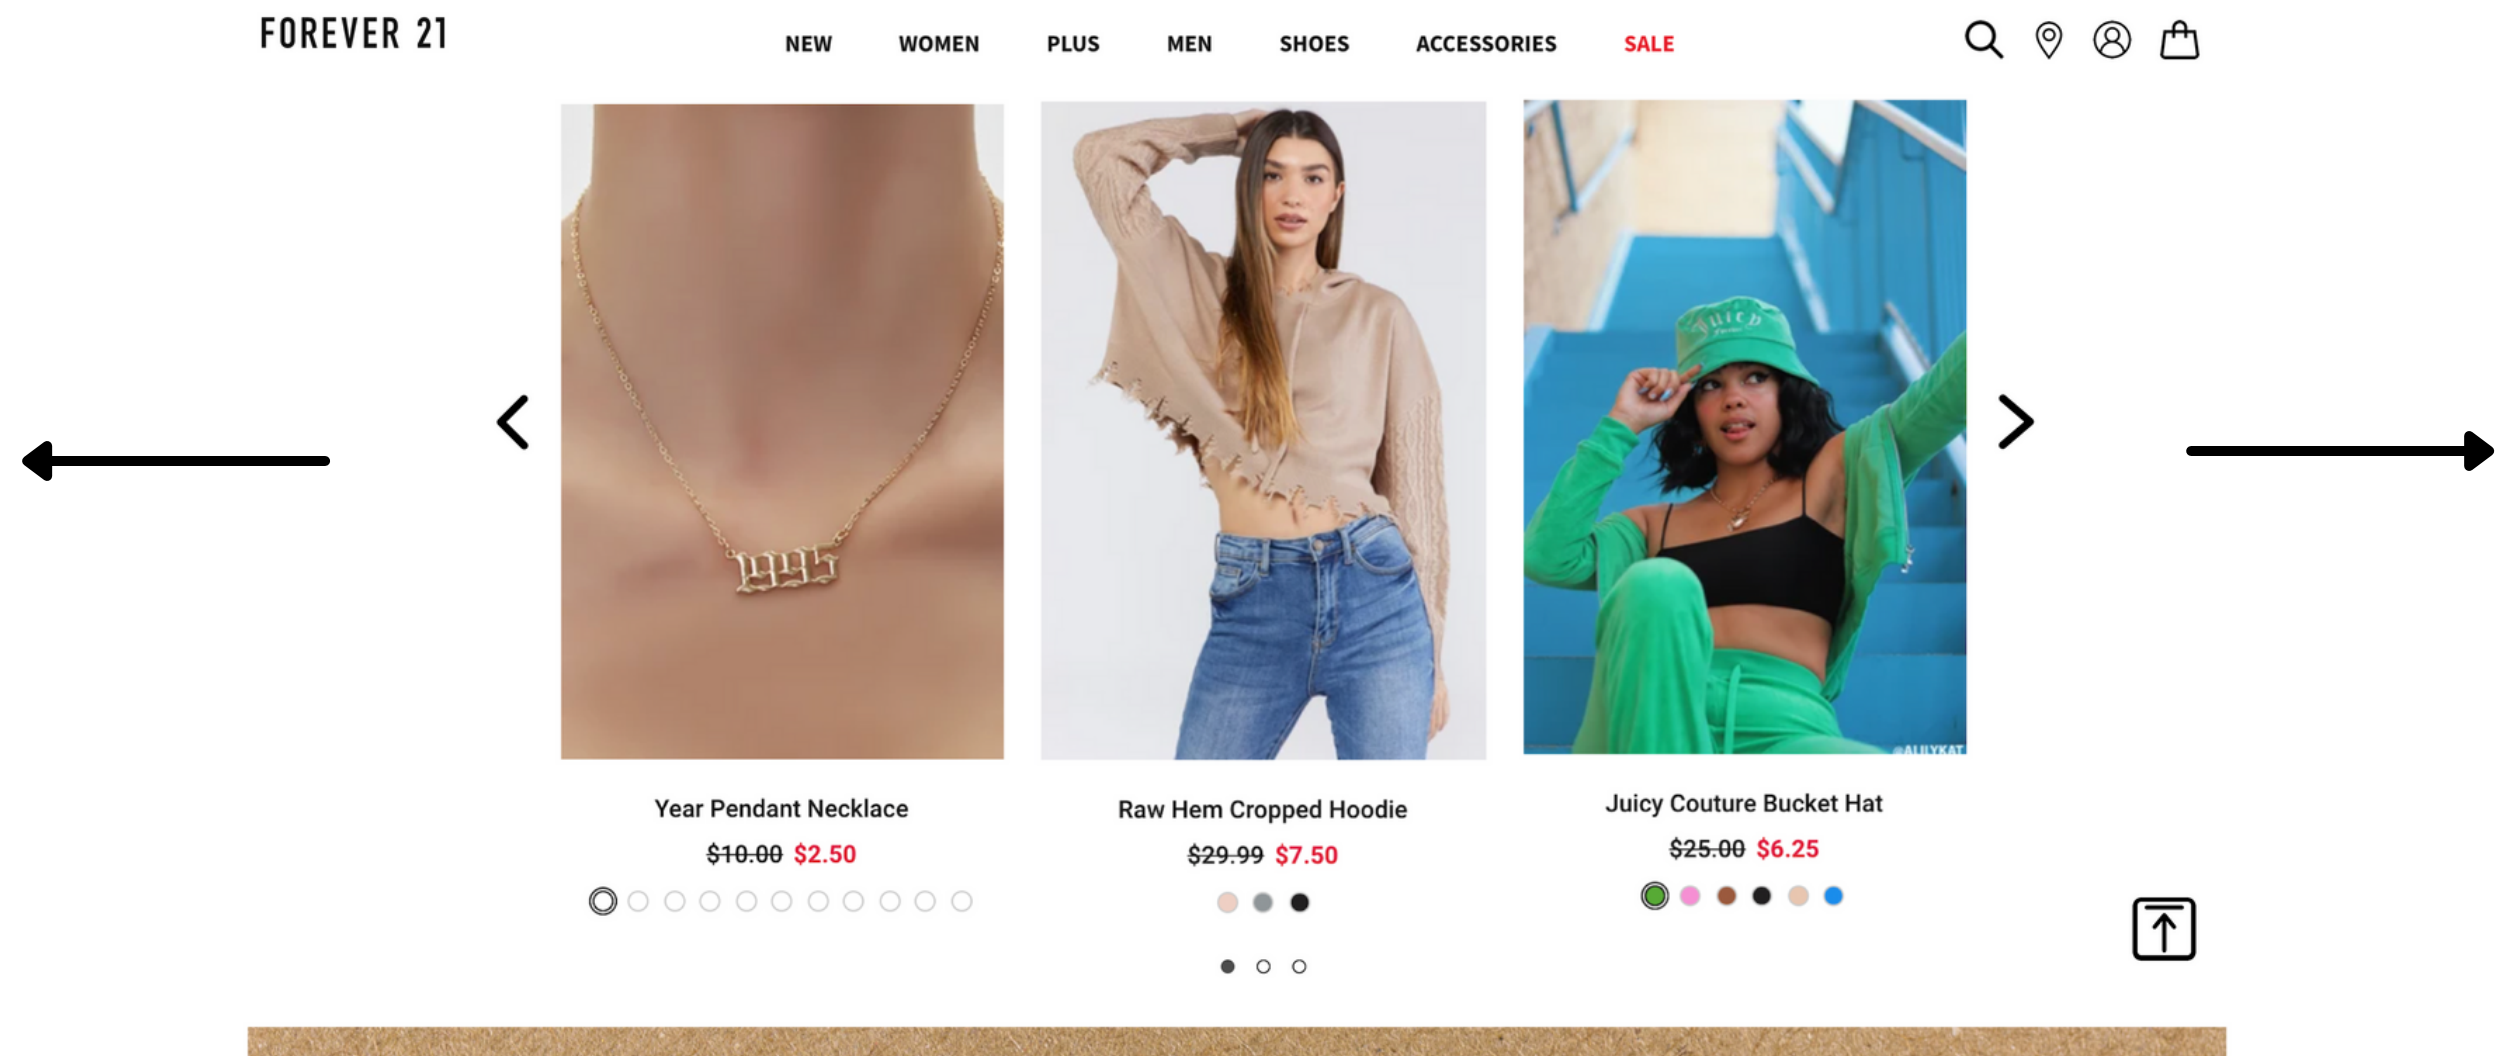 FOREVER 21
NEW WOMEN PLUS MEN SHOES ACCESSORIES SALE
1995
Juicy
@ALILYKAT
Year Pendant Necklace
$10.00 $2.50
Raw Hem Cropped Hoodie
$29.99 $7.50
Juicy Couture Bucket Hat
$25.00 $6.25